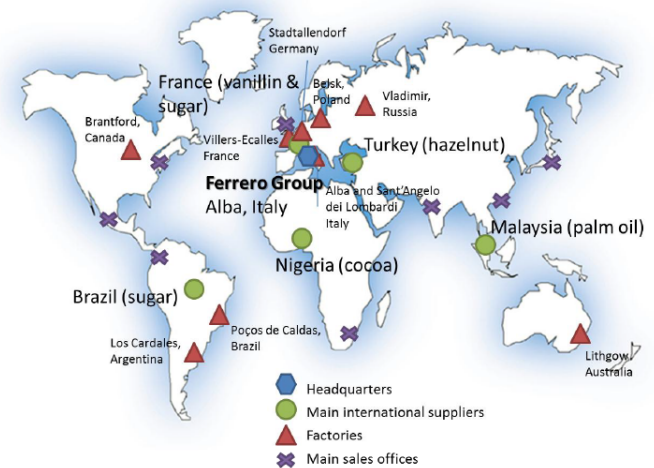 Stadtallendorf
Germany
France (vanillin &
sugar)
Belsk,
Poland
Vladimir,
Russia
Brantford,
Canada
Villers-Ecalles
France
Turkey (hazelnut)
Ferrero Group
Alba, Italy
Alba and Sant'Angelo
dei Lombardi
Italy
Malaysia (palm oil)
Nigeria (cocoa)
Brazil (sugar)
Poços de Caldas,
Brazil
Los Cardales,
Argentina
Lithgow,
Australia
Headquarters
Main international suppliers
Factories
Main sales offices